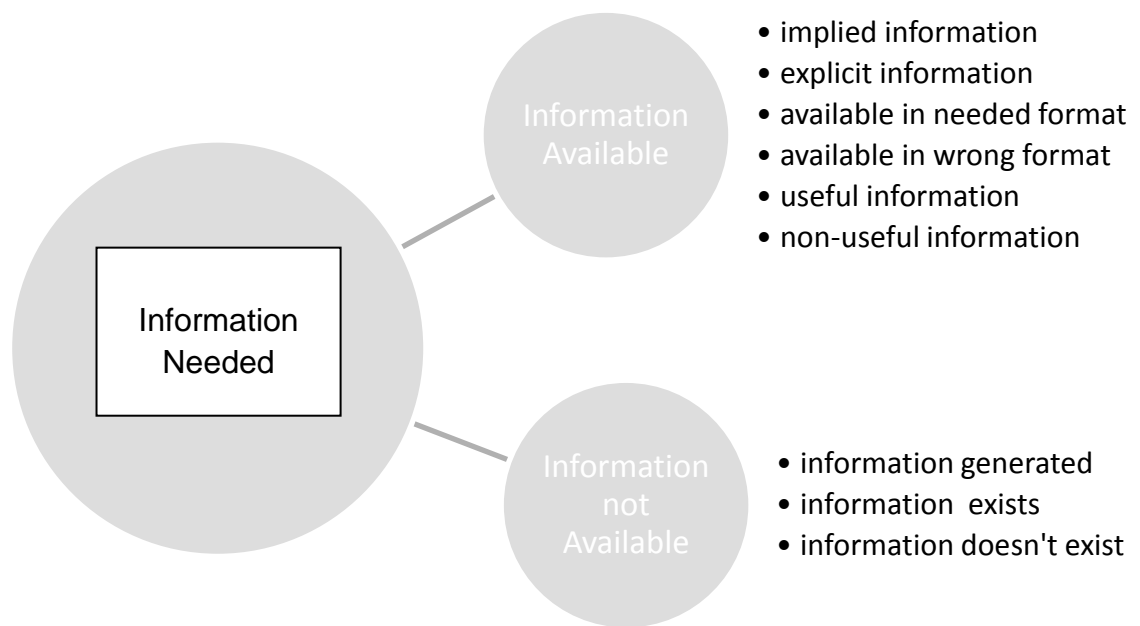 Information
Available
• implied information
• explicit information
• available in needed format
• available in wrong format
• useful information
• non-useful information
Information
Needed
Information
not
Available
• information generated
• information exists
• information doesn't exist